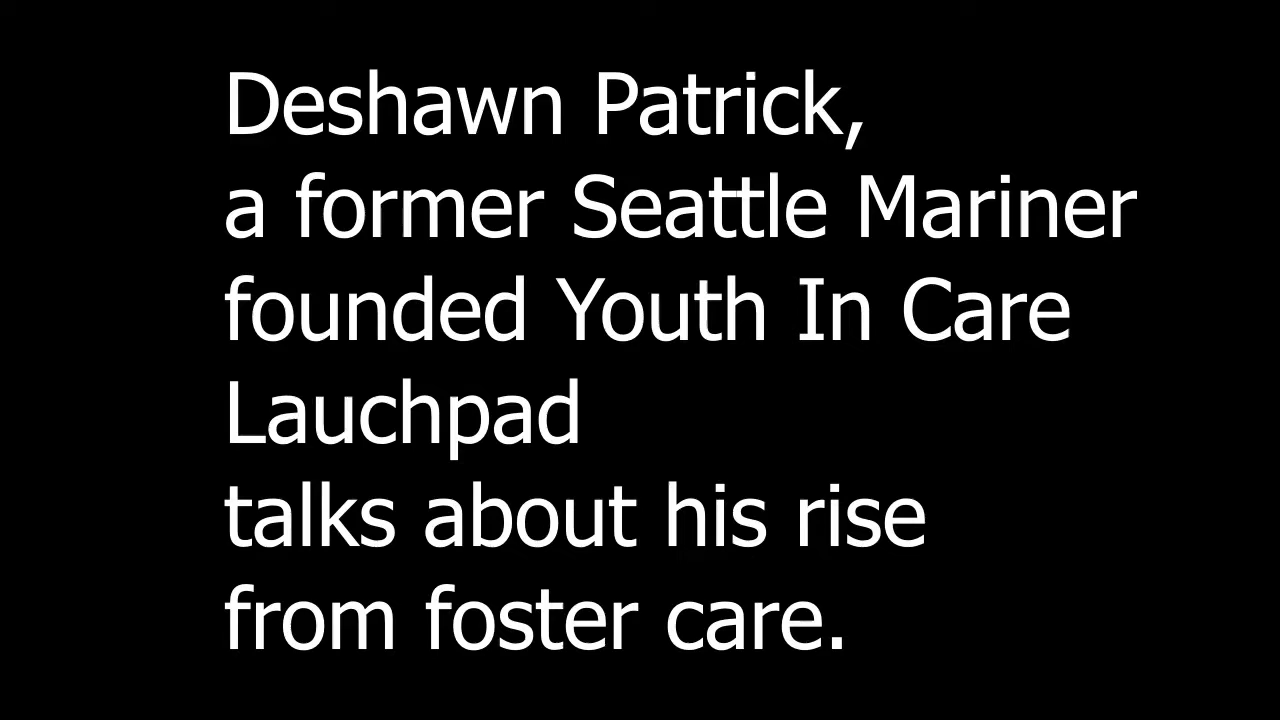 Deshawn Patrick,
a former Seattle Mariner
founded Youth In Care
Lauchpad
talks about his rise
from foster care.